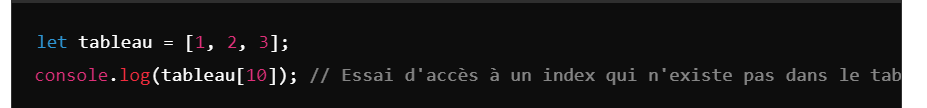 let tableau = [1, 2, 3];
console.log(tableau[10]); // Essai d'accès à un index qui n'existe pas dans le tab